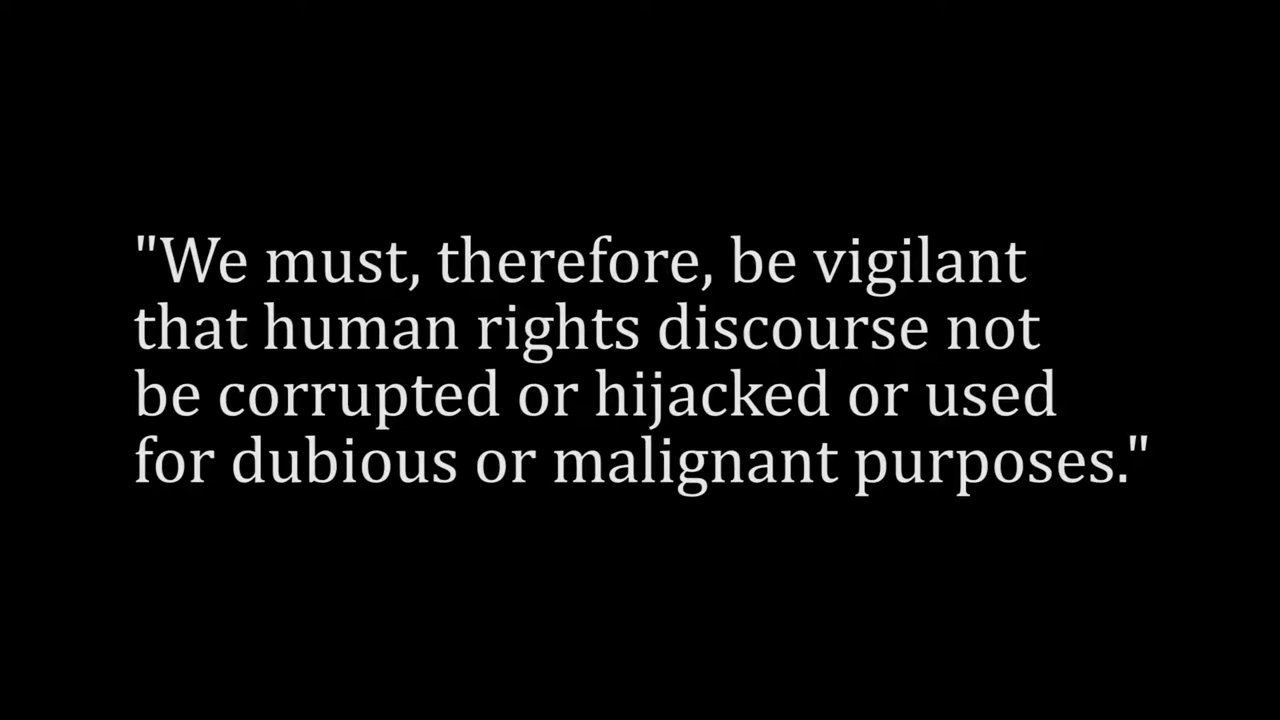 "We must, therefore, be vigilant
that human rights discourse not
be corrupted or hijacked or used
for dubious or malignant purposes."